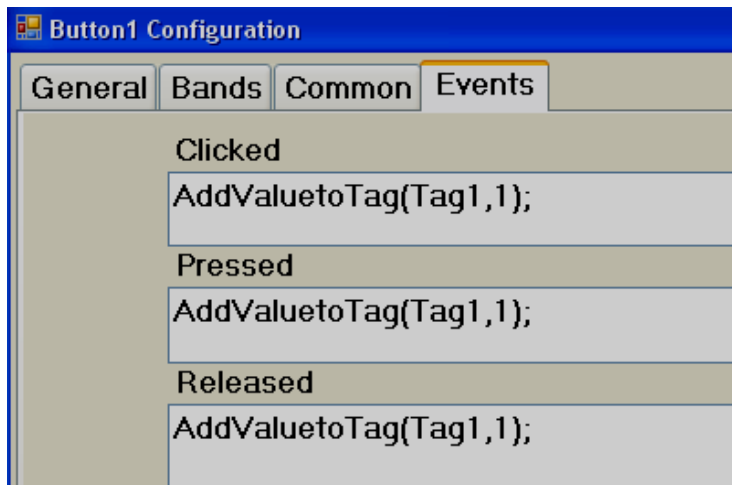 Button1 Configuration
General Bands Common Events
Clicked
AddValuetoTag(Tag1,1);
Pressed
AddValuetoTag(Tag1,1);
Released
AddValuetoTag(Tag1,1);